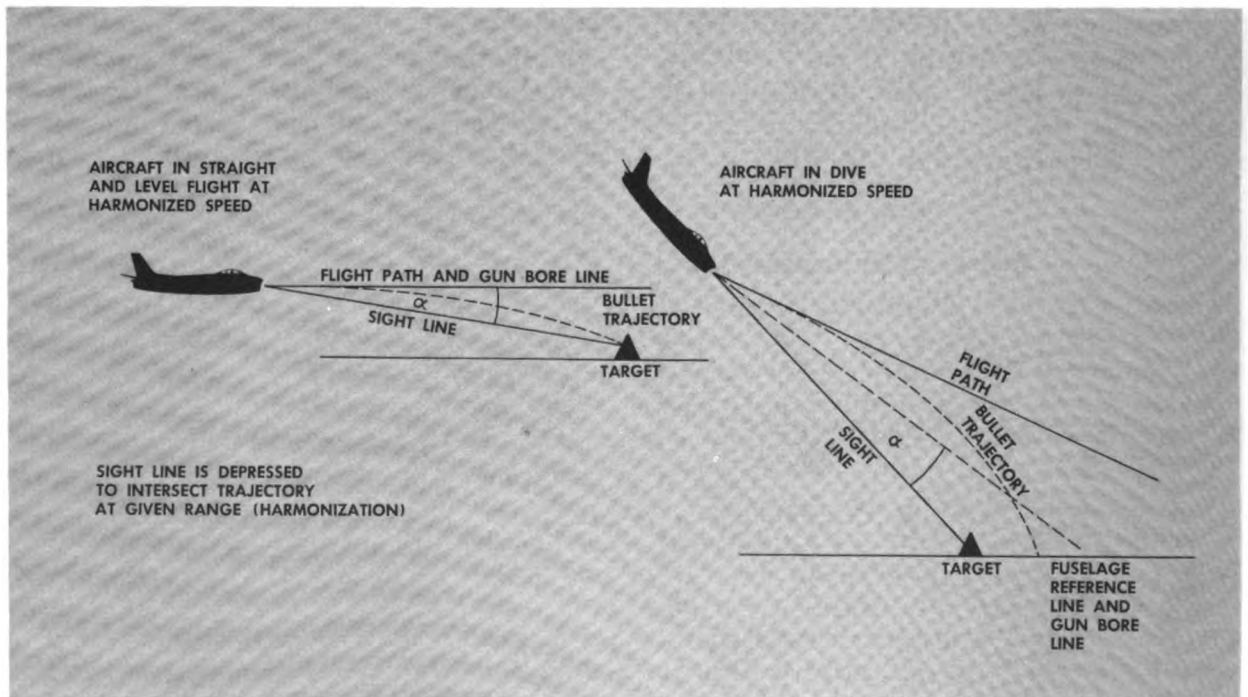 AIRCRAFT IN STRAIGHT
AND LEVEL FLIGHT AT
HARMONIZED SPEED
FLIGHT PATH AND GUN BORE LINE
α
SIGHT LINE
BULLET
TRAJECTORY
TARGET
SIGHT LINE IS DEPRESSED
TO INTERSECT TRAJECTORY
AT GIVEN RANGE (HARMONIZATION)
AIRCRAFT IN DIVE
AT HARMONIZED SPEED
FLIGHT
PATH
BULLET
TRAJECTORY
α
SIGHT
LINE
TARGET
FUSELAGE
REFERENCE
LINE AND
GUN BORE
LINE